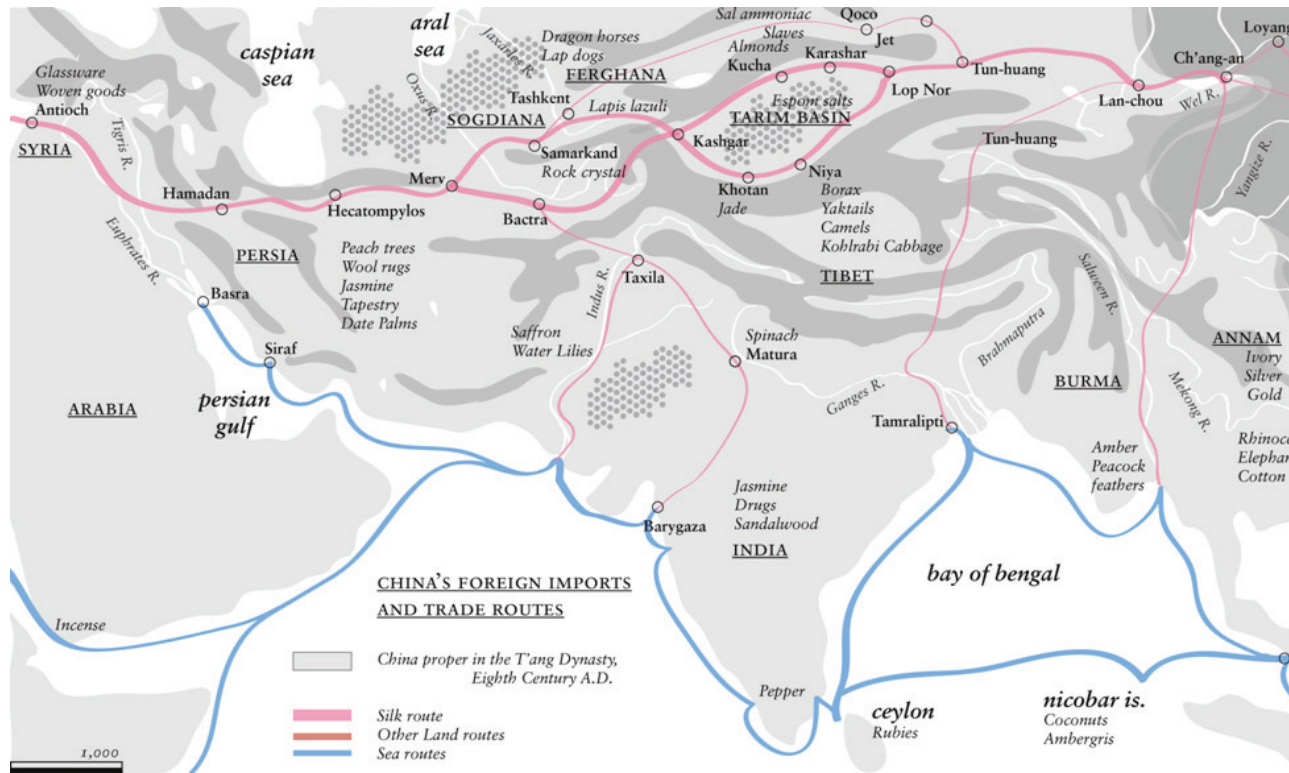 Sal ammoniac
Slaves
Qoco
Jet
Loyang
caspian
sea
aral
sea
Jaxartes R.
Oxus R.
Dragon horses
Lap dogs
FERGHANA
Almonds
Kucha
Karashar
Tun-huang
Ch'ang-an
Glassware
Woven goods
Antioch
SYRIA
Tigris R.
Tashkent
SOGDIANA
Lapis lazuli
Espom salts
TARIM BASIN
Lop Nor
Lan-chou
Wel R.
Samarkand
Rock crystal
Kashgar
Tun-huang
Yangize R.
Hamadan
Hecatompylos
Merv
Bactra
Khotan
Jade
Niya
Borax
Yaktails
Camels
Kohlrabi Cabbage
Euphrates R.
PERSIA
Peach trees
Wool rugs
Jasmine
Tapestry
Date Palms
Taxila
Indus R.
TIBET
Salween R.
Basra
Siraf
Saffron
Water Lilies
Spinach
Matura
Brahmaputra
ANNAM
Ivory
Silver
Gold
ARABIA
persian
gulf
Ganges R.
BURMA
Mekong R.
Tamralipti
Amber
Peacock
feathers
Rhinoce
Elephan
Cotton
Jasmine
Drugs
Sandalwood
Barygaza
INDIA
bay of bengal
CHINA'S FOREIGN IMPORTS
AND TRADE ROUTES
Incense
China proper in the T'ang Dynasty,
Eighth Century A.D.
Silk route
Other Land routes
Sea routes
Pepper
ceylon
Rubies
nicobar is.
Coconuts
Ambergris
1,000